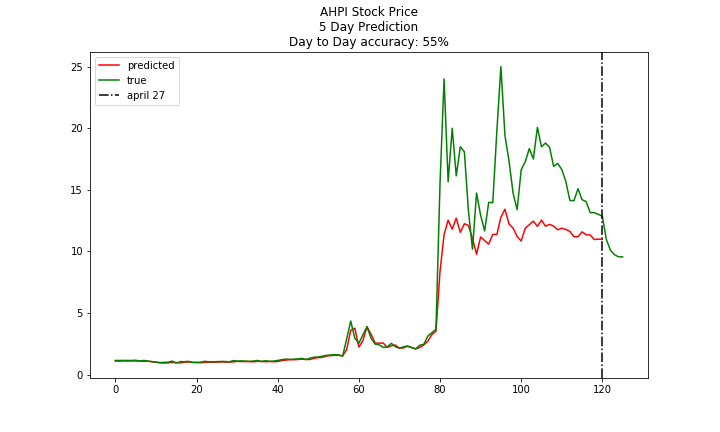 AHPI Stock Price
5 Day Prediction
Day to Day accuracy: 55%
predicted
true
april 27
25
20
15
10
5
0
0 20 40 60 80 100 120